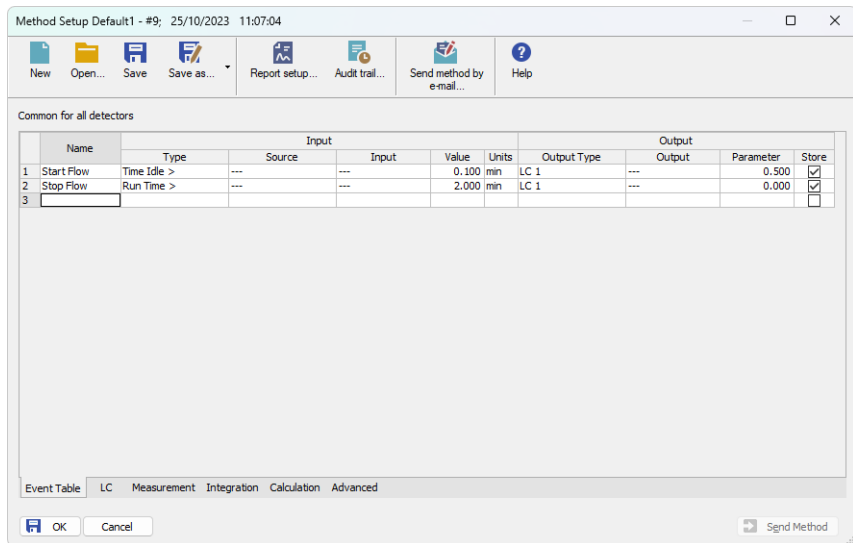 Method Setup Default1 - #9; 25/10/2023 11:07:04
New Open... Save Save as... Report setup... Audit trail... Send method by e-mail... Help
Common for all detectors
Name Input Output
Type Source Input Value Units Output Type Output Parameter Store
1 Start Flow Time Idle > --- --- 0.100 min LC 1 --- 0.500
2 Stop Flow Run Time > --- --- 2.000 min LC 1 --- 0.000
3
Event Table LC Measurement Integration Calculation Advanced
OK Cancel Send Method